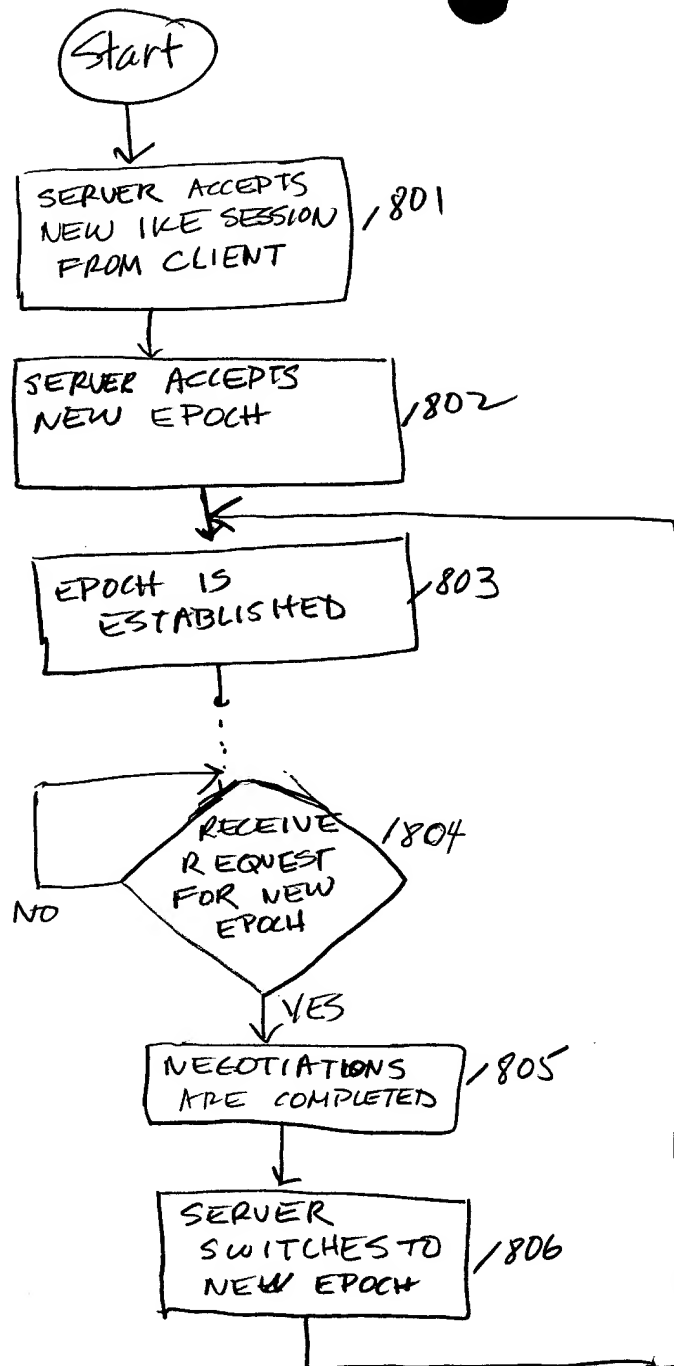 Start
SERVER ACCEPTS
NEW IKE SESSION
FROM CLIENT
801
SERVER ACCEPTS
NEW EPOCH
802
EPOCH IS
ESTABLISHED
803
RECEIVE
REQUEST
FOR NEW
EPOCH
804
NO
YES
NEGOTIATIONS
ARE COMPLETED
805
SERVER
SWITCHES TO
NEW EPOCH
806